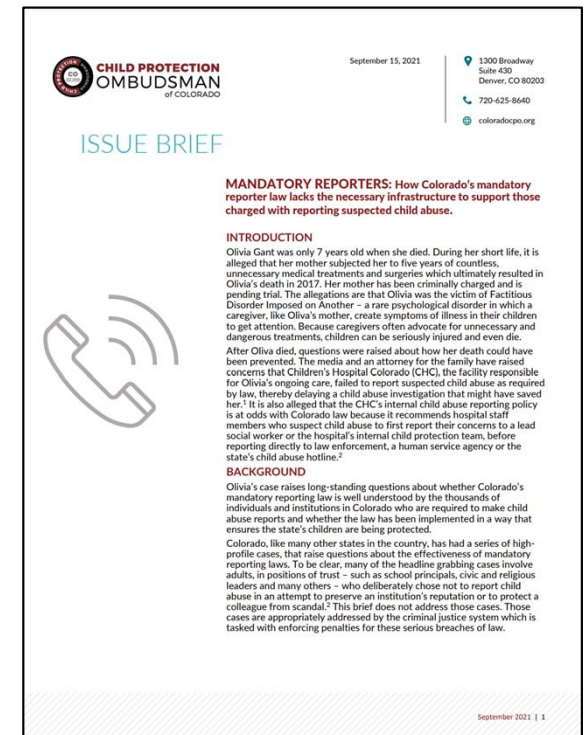 CHILD PROTECTION
OMBUDSMAN
of COLORADO
September 15, 2021
1300 Broadway
Suite 430
Denver, CO 80203
720-625-8640
coloradocpo.org
ISSUE BRIEF
MANDATORY REPORTERS: How Colorado's mandatory
reporter law lacks the necessary infrastructure to support those
charged with reporting suspected child abuse.
INTRODUCTION
Olivia Gant was only 7 years old when she died. During her short life, it is
alleged that her mother subjected her to five years of countless,
unnecessary medical treatments and surgeries which ultimately resulted in
Olivia's death in 2017. Her mother has been criminally charged and is
pending trial. The allegations are that Olivia was the victim of Factitious
Disorder Imposed on Another – a rare psychological disorder in which a
caregiver, like Oliva's mother, create symptoms of illness in their children
to get attention. Because caregivers often advocate for unnecessary and
dangerous treatments, children can be seriously injured and even die.
After Oliva died, questions were raised about how her death could have
been prevented. The media and an attorney for the family have raised
concerns that Children's Hospital Colorado (CHC), the facility responsible
for Olivia's ongoing care, failed to report suspected child abuse as required
by law, thereby delaying a child abuse investigation that might have saved
her.¹ It is also alleged that the CHC's internal child abuse reporting policy
is at odds with Colorado law because it recommends hospital staff
members who suspect child abuse to first report their concerns to a lead
social worker or the hospital's internal child protection team, before
reporting directly to law enforcement, a human service agency or the
state's child abuse hotline.²
BACKGROUND
Olivia's case raises long-standing questions about whether Colorado's
mandatory reporting law is well understood by the thousands of
individuals and institutions in Colorado who are required to make child
abuse reports and whether the law has been implemented in a way that
ensures the state's children are being protected.
Colorado, like many other states in the country, has had a series of high-
profile cases, that raise questions about the effectiveness of mandatory
reporting laws. To be clear, many of the headline grabbing cases involve
adults, in positions of trust – such as school principals, civic and religious
leaders and many others – who deliberately chose not to report child
abuse in an attempt to preserve an institution's reputation or to protect a
colleague from scandal.² This brief does not address those cases. Those
cases are appropriately addressed by the criminal justice system which is
tasked with enforcing penalties for these serious breaches of law.
September 2021 | 1